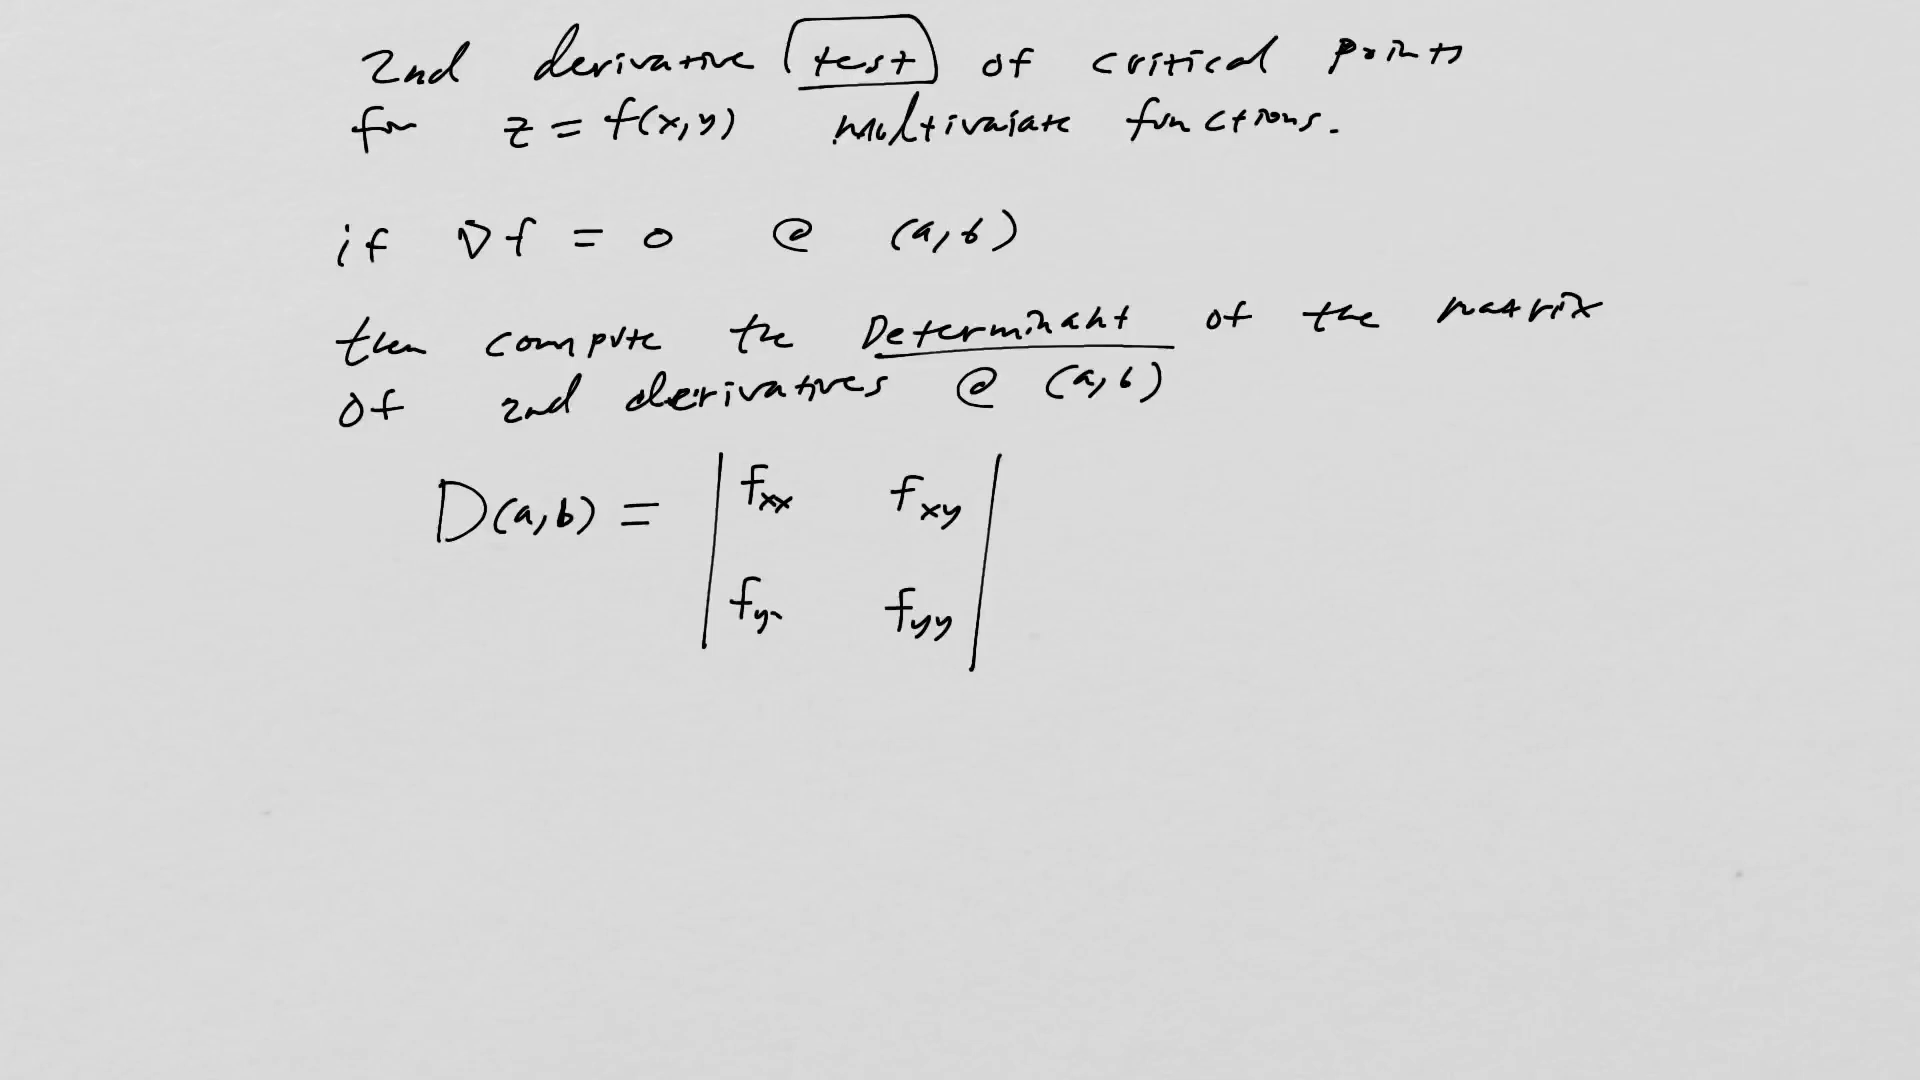 2nd derivative test of critical points
for z = f(x,y) multivaiate functions.
if ∇f = 0 @ (a,b)
then compute the Determinant of the matrix
of 2nd derivatives @ (a,b)
D(a,b) = | fxx fxy |
| fyx fyy |